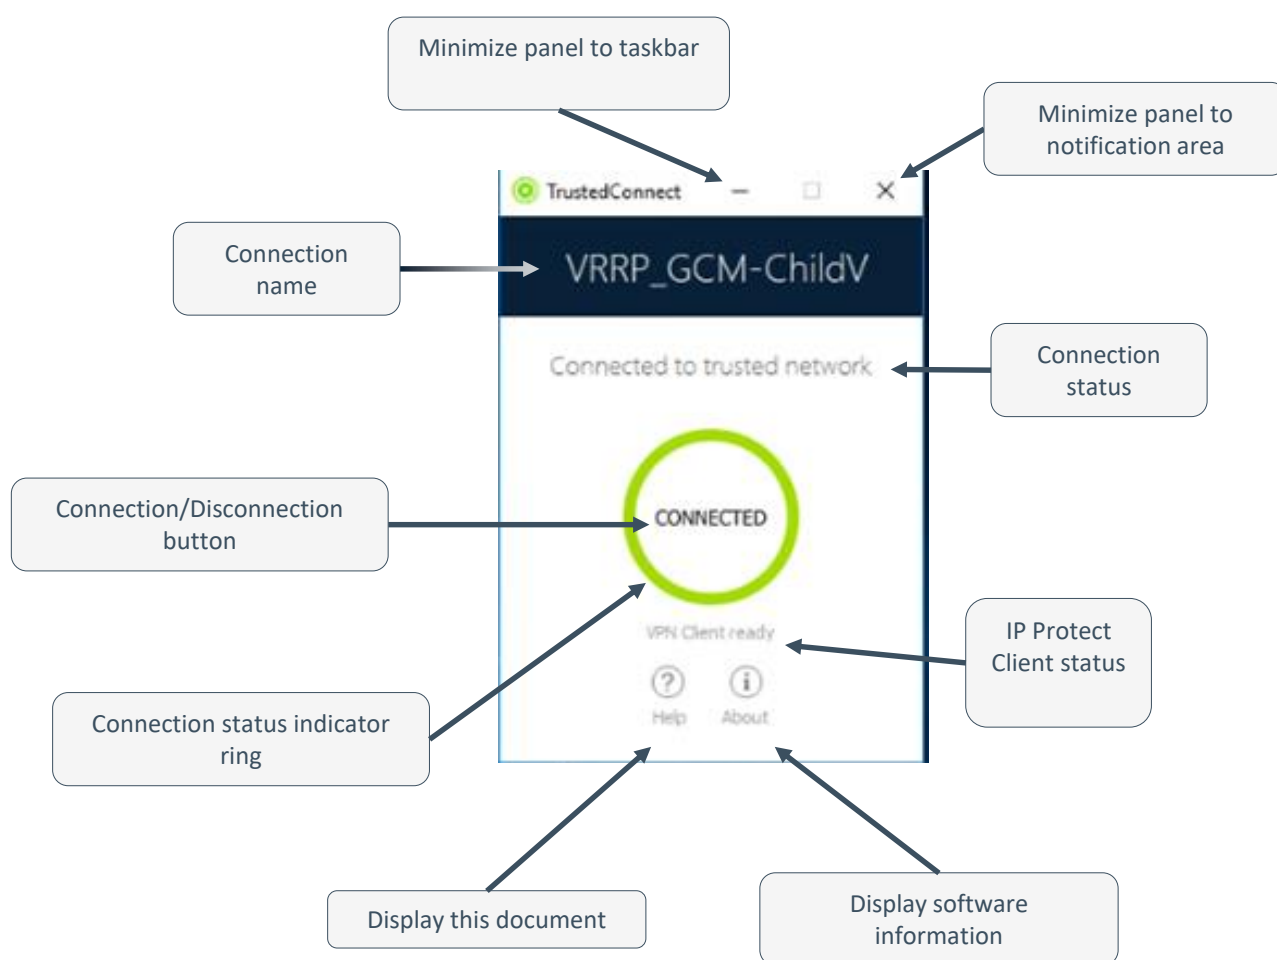 Minimize panel to taskbar
Minimize panel to
notification area
TrustedConnect
Connection
name
VRRP_GCM-ChildV
Connected to trusted network
Connection
status
Connection/Disconnection
button
CONNECTED
VPN Client ready
IP Protect
Client status
Help
About
Connection status indicator
ring
Display this document
Display software
information